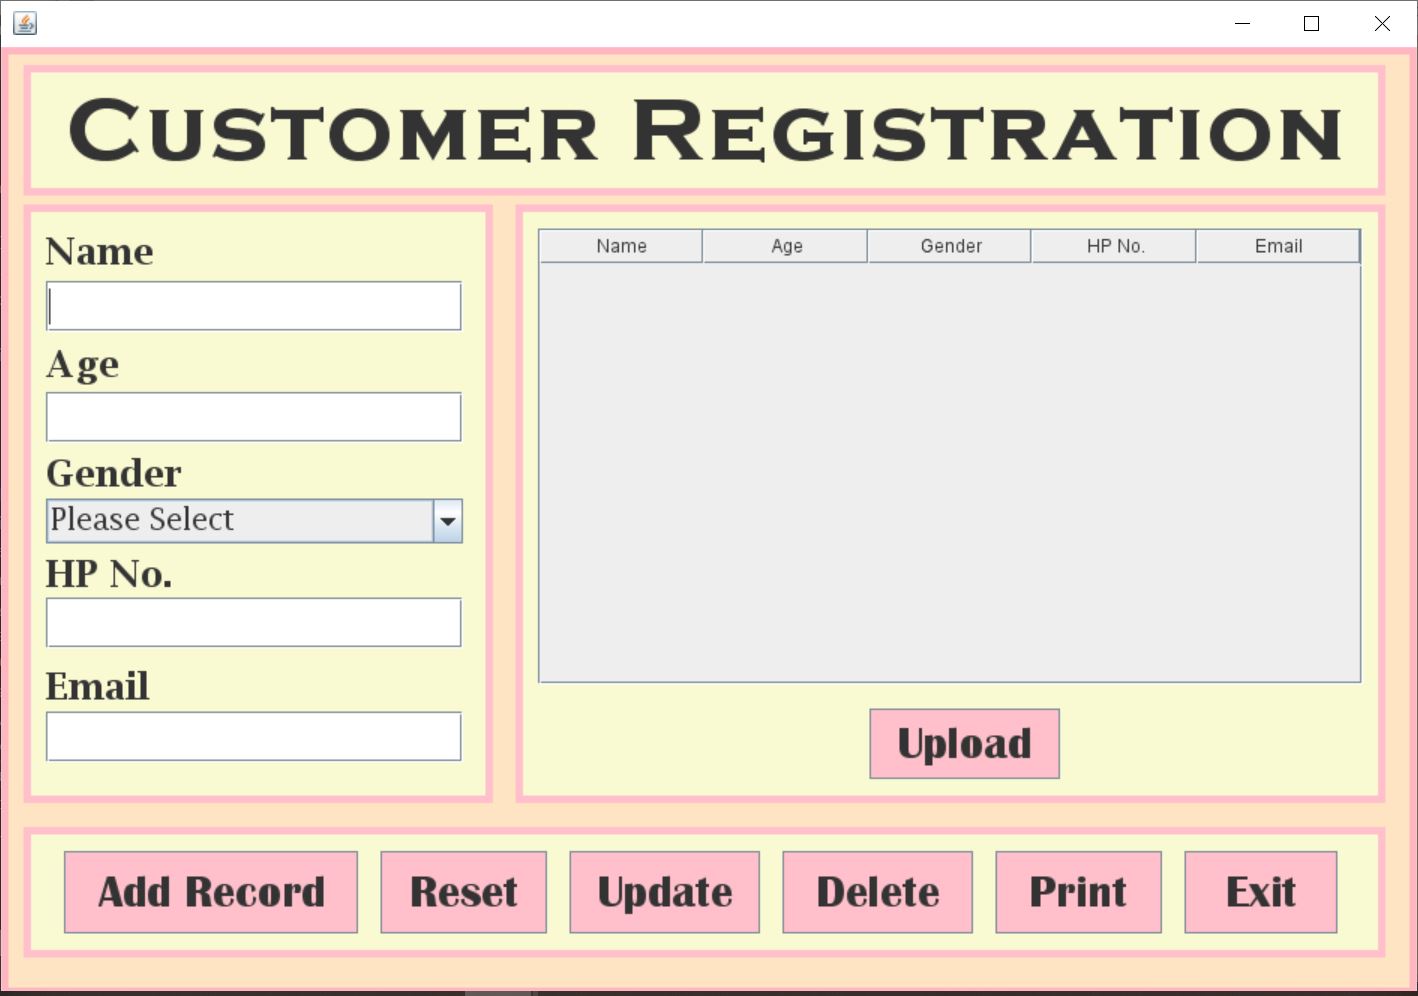 Customer Registration
Name
Age
Gender
Please Select
HP No.
Email
Name Age Gender HP No. Email
Upload
Add Record Reset Update Delete Print Exit